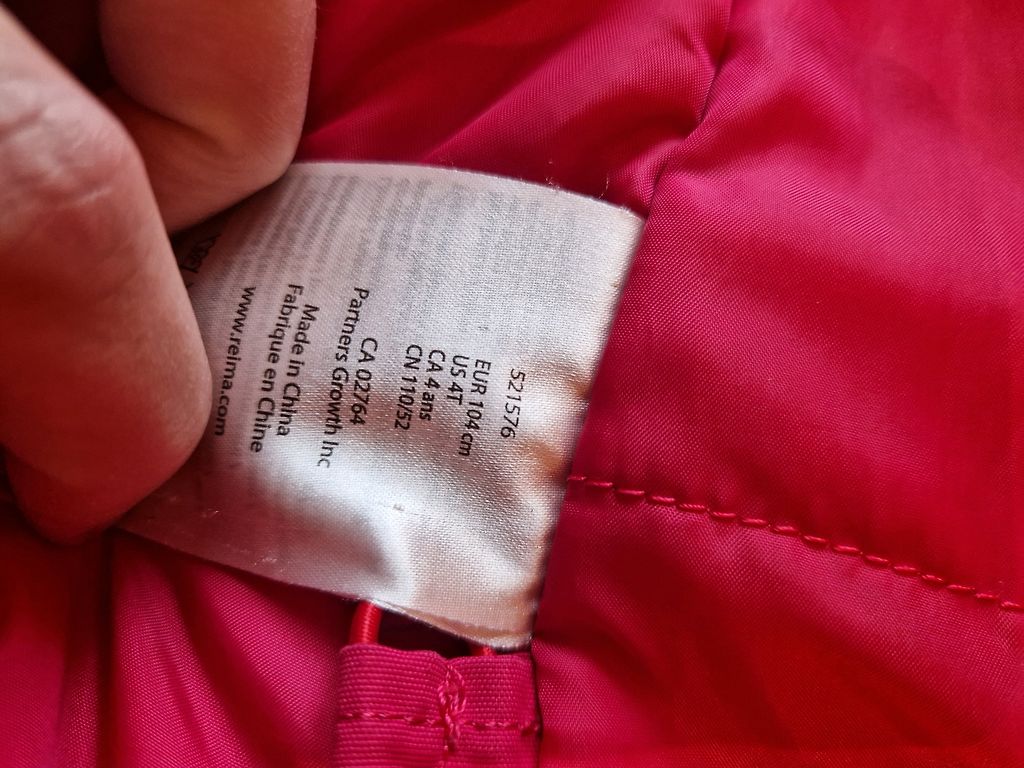 521576
EUR 104 cm
US 4T
CA 4 ans
CN 110/52
CA 02764
Partners Growth Inc
Made in China
Fabrique en Chine
www.reima.com